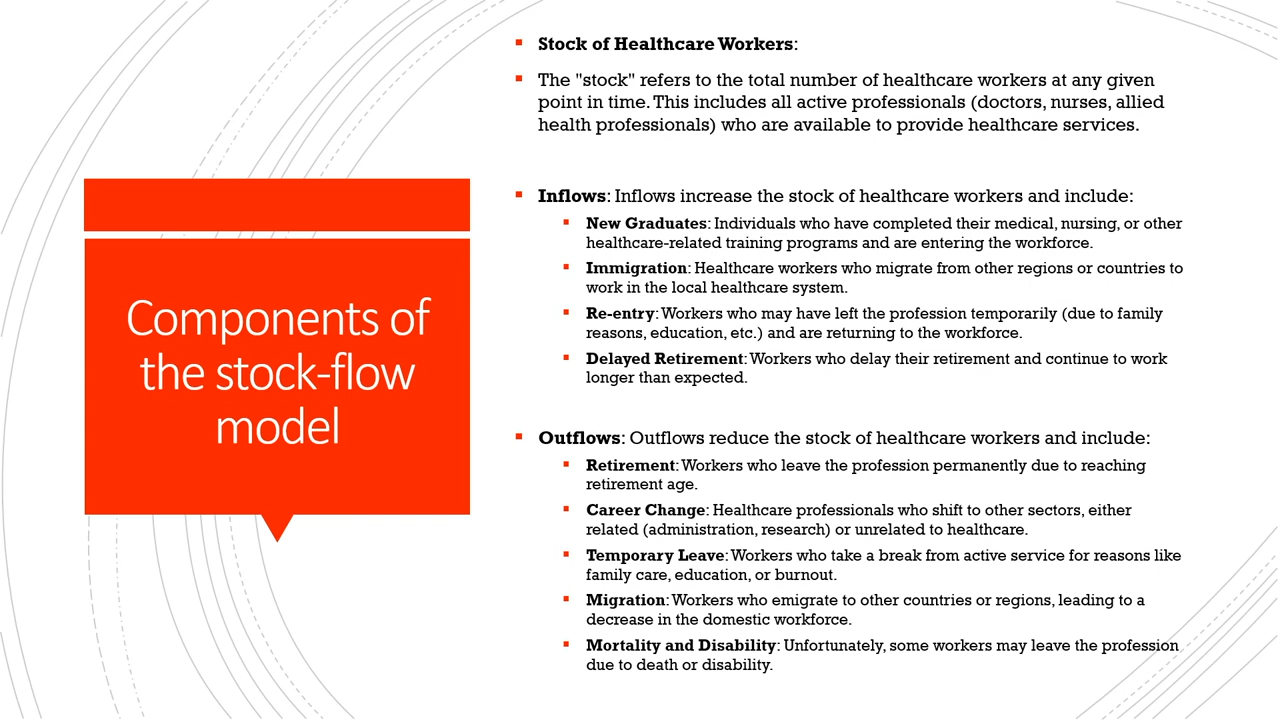 Components of
the stock-flow
model
Stock of Healthcare Workers:
The "stock" refers to the total number of healthcare workers at any given
point in time. This includes all active professionals (doctors, nurses, allied
health professionals) who are available to provide healthcare services.
Inflows: Inflows increase the stock of healthcare workers and include:
New Graduates: Individuals who have completed their medical, nursing, or other
healthcare-related training programs and are entering the workforce.
Immigration: Healthcare workers who migrate from other regions or countries to
work in the local healthcare system.
Re-entry: Workers who may have left the profession temporarily (due to family
reasons, education, etc.) and are returning to the workforce.
Delayed Retirement: Workers who delay their retirement and continue to work
longer than expected.
Outflows: Outflows reduce the stock of healthcare workers and include:
Retirement: Workers who leave the profession permanently due to reaching
retirement age.
Career Change: Healthcare professionals who shift to other sectors, either
related (administration, research) or unrelated to healthcare.
Temporary Leave: Workers who take a break from active service for reasons like
family care, education, or burnout.
Migration: Workers who emigrate to other countries or regions, leading to a
decrease in the domestic workforce.
Mortality and Disability: Unfortunately, some workers may leave the profession
due to death or disability.